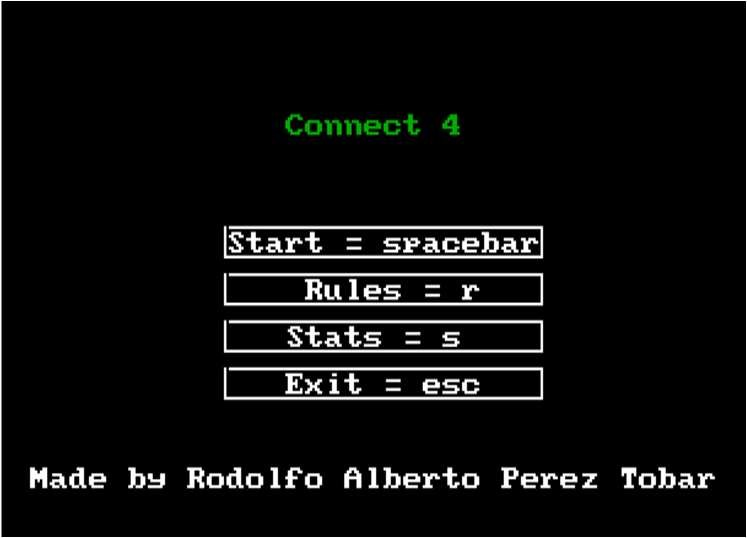 Connect 4
Start = spacebar
Rules = r
Stats = s
Exit = esc
Made by Rodolfo Alberto Perez Tobar